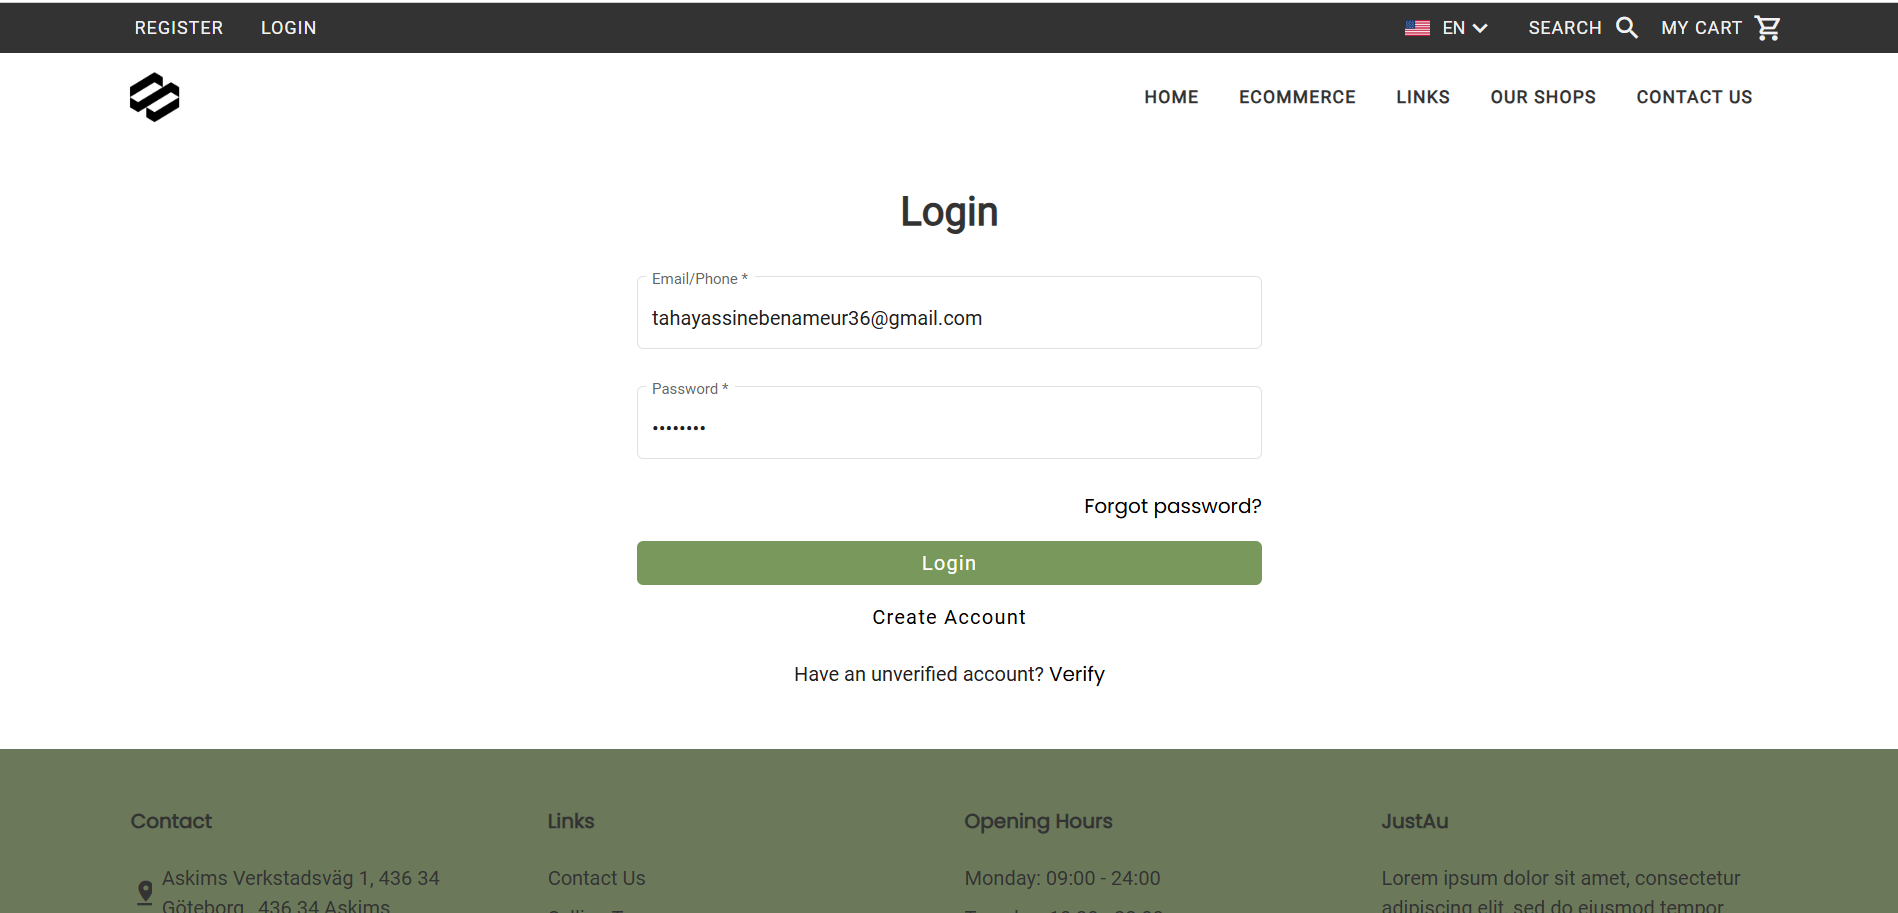 REGISTER LOGIN EN SEARCH MY CART
HOME ECOMMERCE LINKS OUR SHOPS CONTACT US
Login
Email/Phone *
tahayassinebenameur36@gmail.com
Password *
••••••••
Forgot password?
Login
Create Account
Have an unverified account? Verify
Contact Links Opening Hours JustAu
Askims Verkstadsväg 1, 436 34 Contact Us Monday: 09:00 - 24:00 Lorem ipsum dolor sit amet, consectetur
Göteborg, 436 34 Askims adipiscing elit, sed do eiusmod tempor